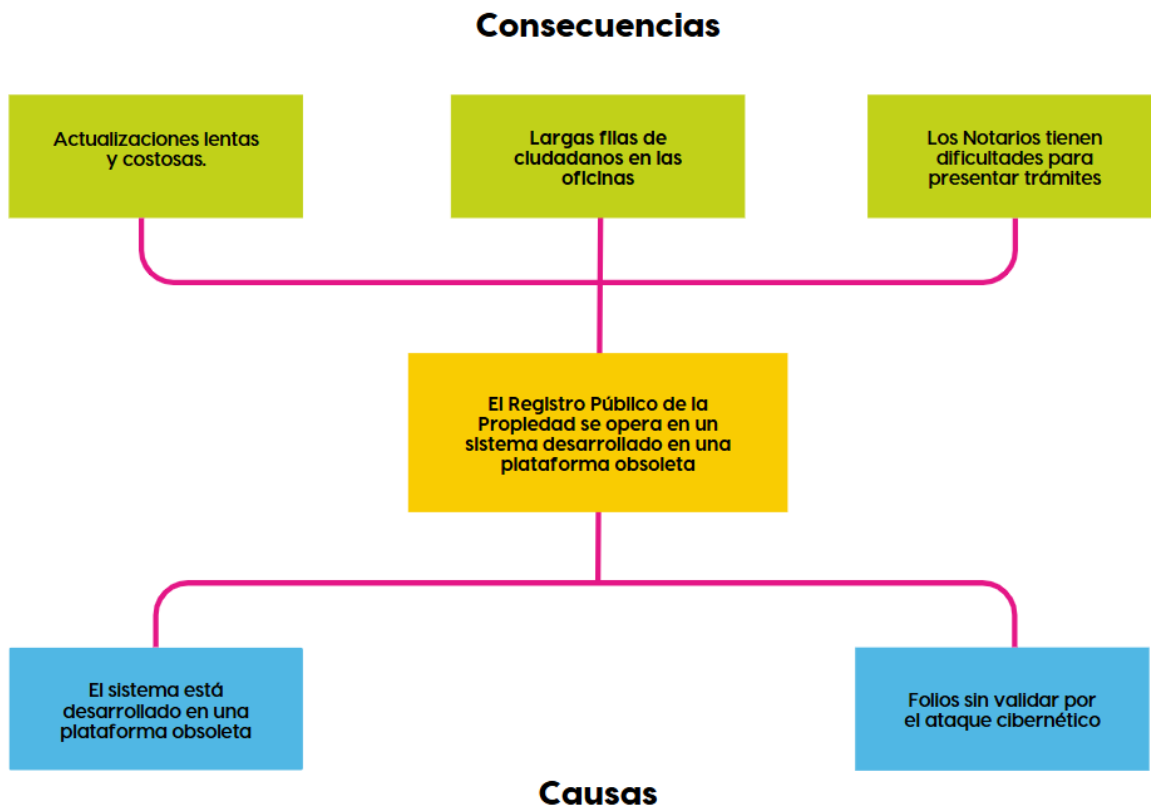 Consecuencias
Actualizaciones lentas
y costosas.
Largas filas de
ciudadanos en las
oficinas
Los Notarios tienen
dificultades para
presentar trámites
El Registro Público de la
Propiedad se opera en un
sistema desarrollado en una
plataforma obsoleta
El sistema está
desarrollado en una
plataforma obsoleta
Folios sin validar por
el ataque cibernético
Causas